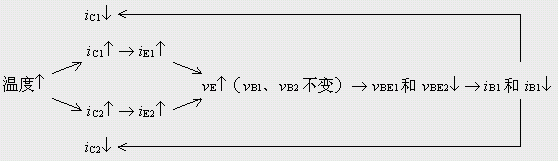 iC1↓
iC1↑→iE1↑
温度↑
vE↑（vB1、vB2 不变）→vBE1和 vBE2↓→iB1和 iB1↓
iC2↑→iE2↑
iC2↓